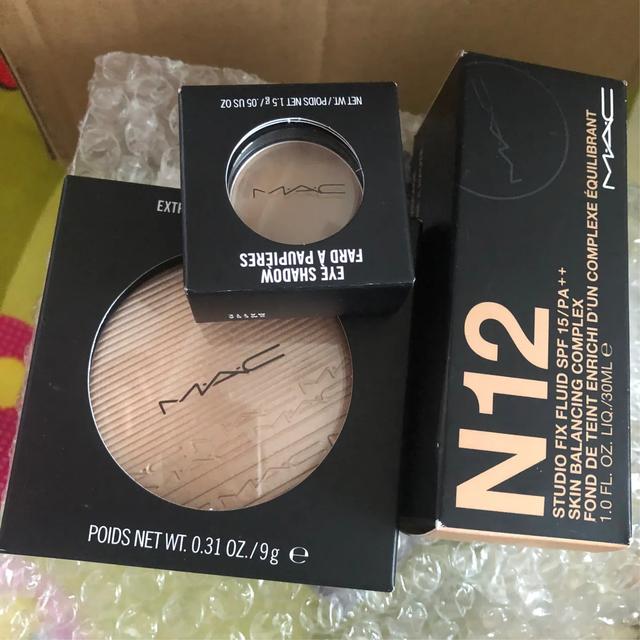 EXTR
M·A·C
POIDS NET WT. 0.31 OZ./9g ℮
NET WT./POIDS NET 1.5 g/.05 US OZ
M·A·C
EYE SHADOW
FARD À PAUPIÈRES
M·A·C
N12
STUDIO FIX FLUID SPF 15/PA++
SKIN BALANCING COMPLEX
FOND DE TEINT ENRICHI D'UN COMPLEXE ÉQUILIBRANT
1.0 FL. OZ. LIQ./30ML ℮